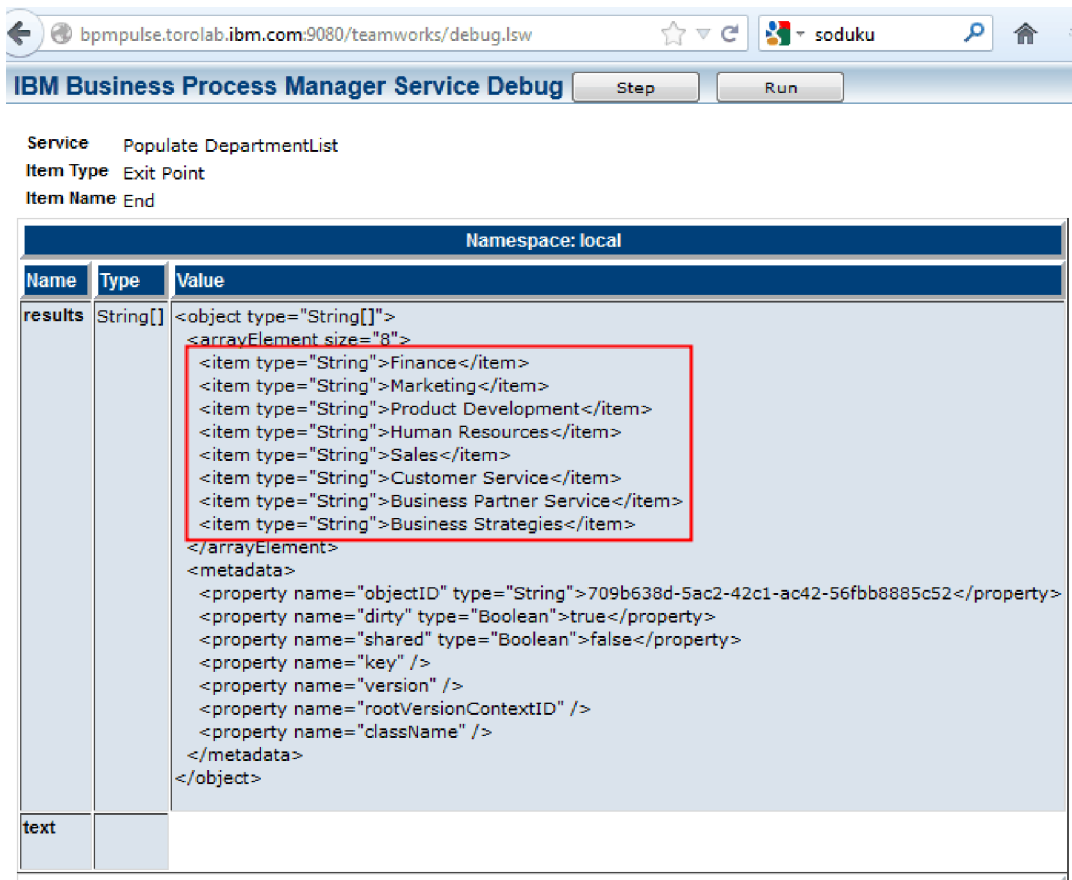 bpmpulse.torolab.ibm.com:9080/teamworks/debug.lsw soduku
IBM Business Process Manager Service Debug Step Run
Service Populate DepartmentList
Item Type Exit Point
Item Name End
Namespace: local
Name Type Value
results String[] <object type="String[]">
<arrayElement size="8">
<item type="String">Finance</item>
<item type="String">Marketing</item>
<item type="String">Product Development</item>
<item type="String">Human Resources</item>
<item type="String">Sales</item>
<item type="String">Customer Service</item>
<item type="String">Business Partner Service</item>
<item type="String">Business Strategies</item>
</arrayElement>
<metadata>
<property name="objectID" type="String">709b638d-5ac2-42c1-ac42-56fbb8885c52</property>
<property name="dirty" type="Boolean">true</property>
<property name="shared" type="Boolean">false</property>
<property name="key" />
<property name="version" />
<property name="rootVersionContextID" />
<property name="className" />
</metadata>
</object>
text